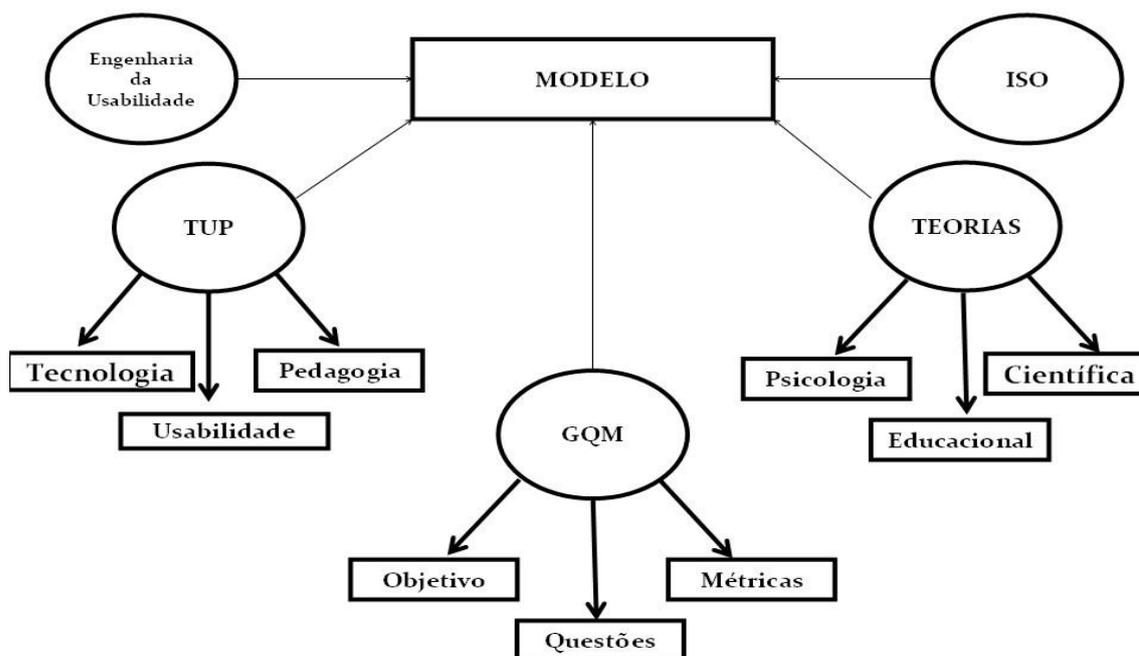 Engenharia
da
Usabilidade
MODELO
ISO
TUP
TEORIAS
Tecnologia
Pedagogia
Usabilidade
Psicologia
Científica
Educacional
GQM
Objetivo
Métricas
Questões